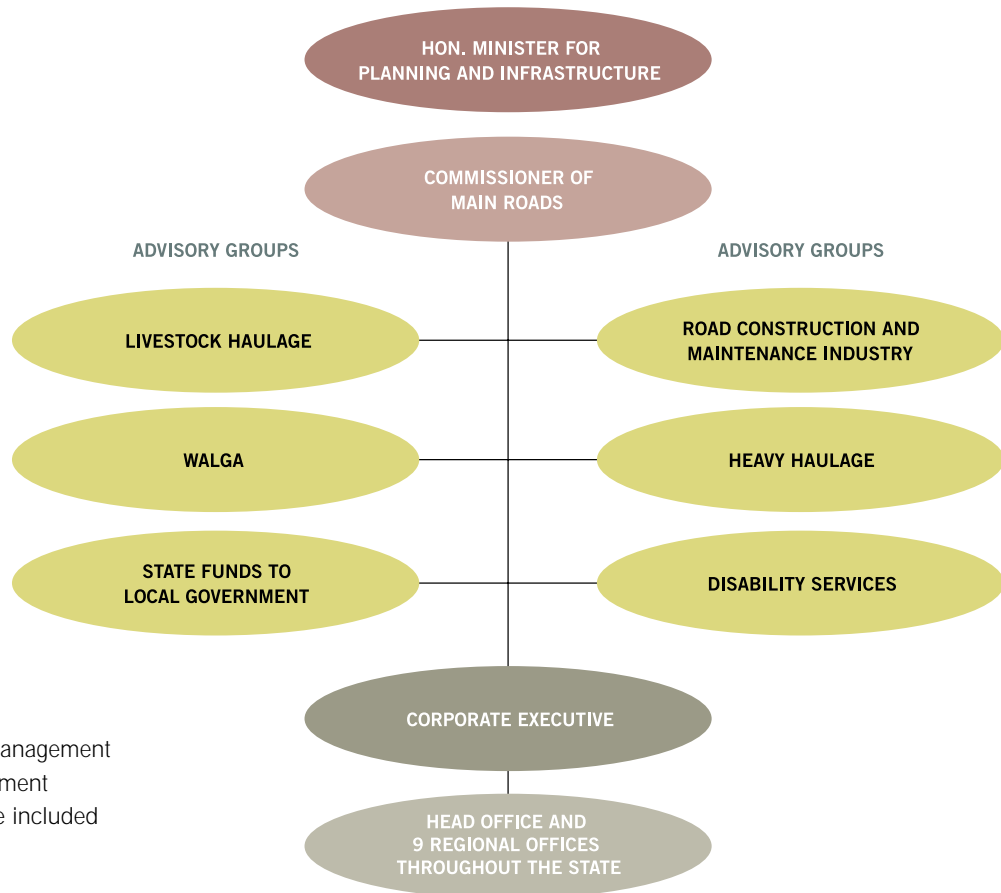 HON. MINISTER FOR
PLANNING AND INFRASTRUCTURE
COMMISSIONER OF
MAIN ROADS
ADVISORY GROUPS
ADVISORY GROUPS
LIVESTOCK HAULAGE
ROAD CONSTRUCTION AND
MAINTENANCE INDUSTRY
WALGA
HEAVY HAULAGE
STATE FUNDS TO
LOCAL GOVERNMENT
DISABILITY SERVICES
CORPORATE EXECUTIVE
HEAD OFFICE AND
9 REGIONAL OFFICES
THROUGHOUT THE STATE
included